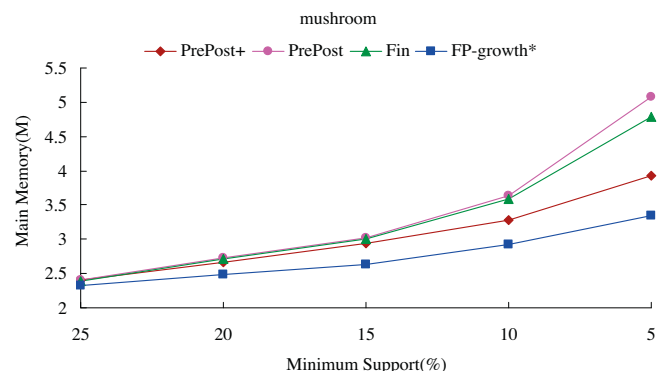 mushroom
PrePost+ PrePost Fin FP-growth*
5.5
5
4.5
4
3.5
3
2.5
2
Main Memory(M)
25 20 15 10 5
Minimum Support(%)